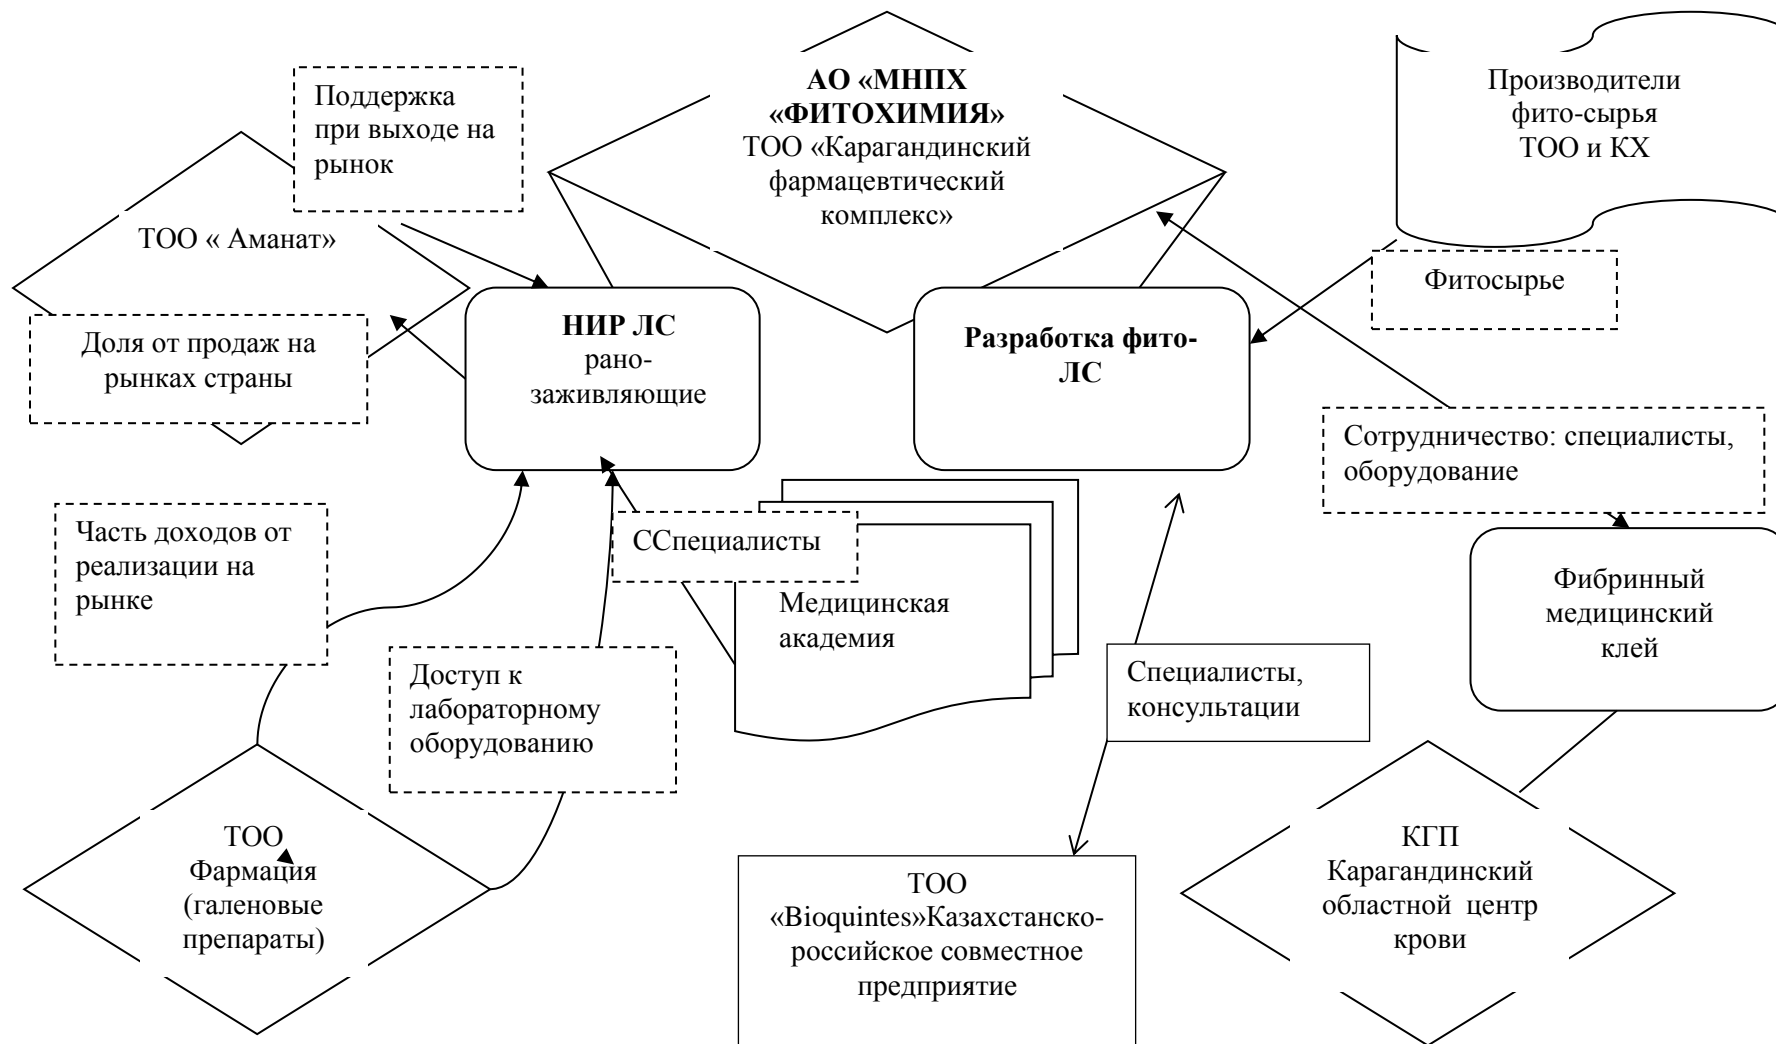 Поддержка
при выходе на
рынок
АО «МНПХ
«ФИТОХИМИЯ»
ТОО «Карагандинский
фармацевтический
комплекс»
Производители
фито-сырья
ТОО и КХ
ТОО « Аманат»
Фитосырье
Доля от продаж на
рынках страны
НИР ЛС
рано-
заживляющие
Разработка фито-
ЛС
Сотрудничество: специалисты,
оборудование
Часть доходов от
реализации на
рынке
ССпециалисты
Медицинская
академия
Фибринный
медицинский
клей
Доступ к
лабораторному
оборудованию
Специалисты,
консультации
ТОО
Фармация
(галеновые
препараты)
ТОО
«Bioquintes»Казахстанско-
российское совместное
предприятие
КГП
Карагандинский
областной центр
крови